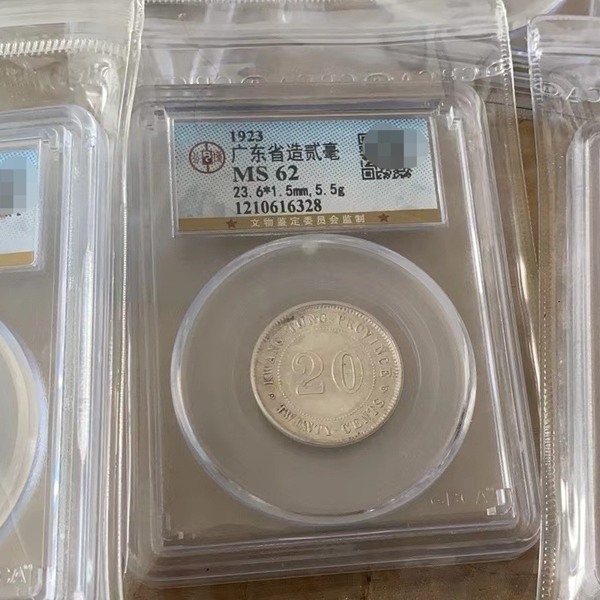 1923
广东省造贰毫
MS 62
23.6*1.5mm,5.5g
1210616328
★ 文物鉴定委员会监制 ★
KWANG-TUNG PROVINCE
20
TWENTY CENTS